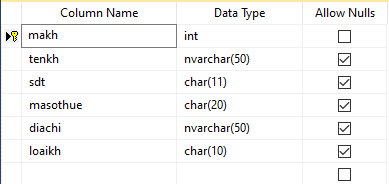 Column Name Data Type Allow Nulls
makh int
tenkh nvarchar(50)
sdt char(11)
masothue char(20)
diachi nvarchar(50)
loaikh char(10)